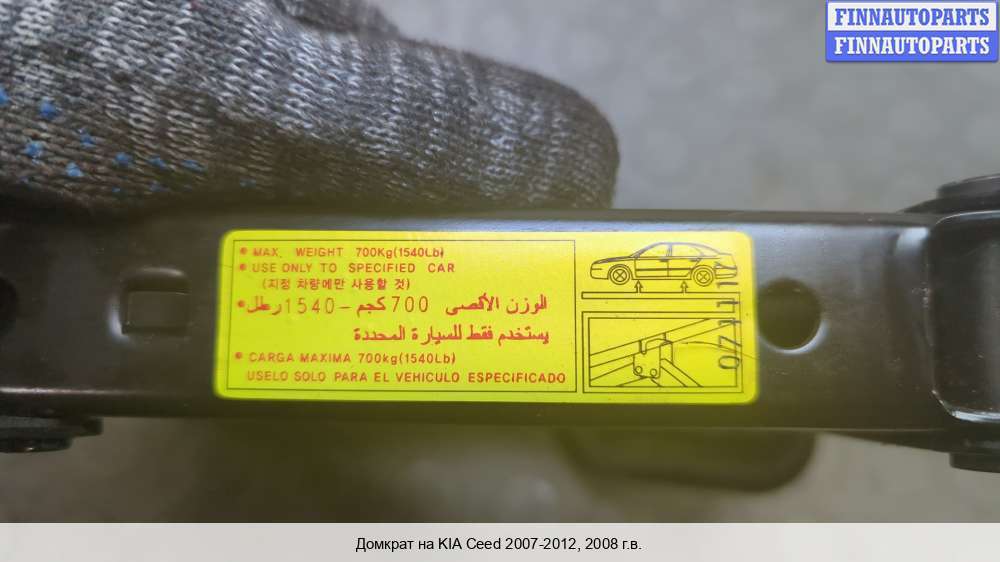 FINNAUTOPARTS
FINNAUTOPARTS
• MAX. WEIGHT 700Kg(1540Lb)
• USE ONLY TO SPECIFIED CAR
(지정 차량에만 사용할 것)
• الوزن الأقصى 700 كجم – 1540 رطل
يستخدم فقط للسيارة المحددة
• CARGA MAXIMA 700kg(1540Lb)
USELO SOLO PARA EL VEHICULO ESPECIFICADO
071111
Домкрат на KIA Ceed 2007-2012, 2008 г.в.